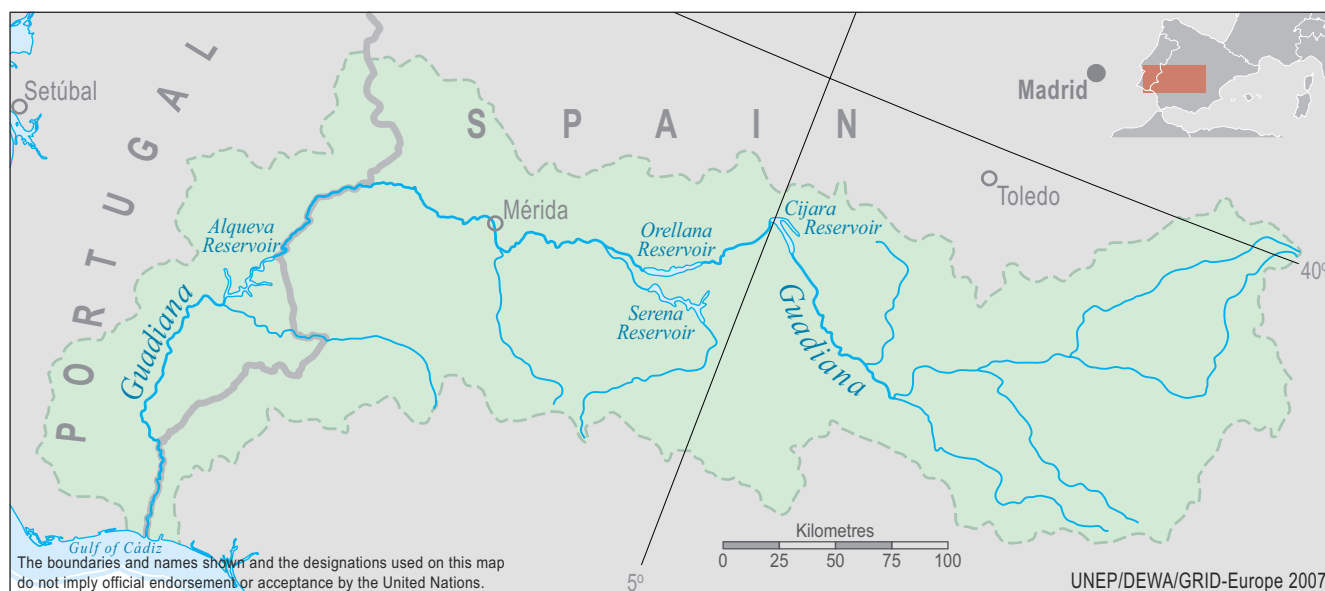 Setúbal
PORTUGAL
SPAIN
Madrid
Toledo
Mérida
Alqueva
Reservoir
Orellana
Reservoir
Cijara
Reservoir
Serena
Reservoir
Guadiana
Guadiana
40º
5º
Kilometres
0 25 50 75 100
Gulf of Cádiz
The boundaries and names shown and the designations used on this map
do not imply official endorsement or acceptance by the United Nations.
UNEP/DEWA/GRID-Europe 2007